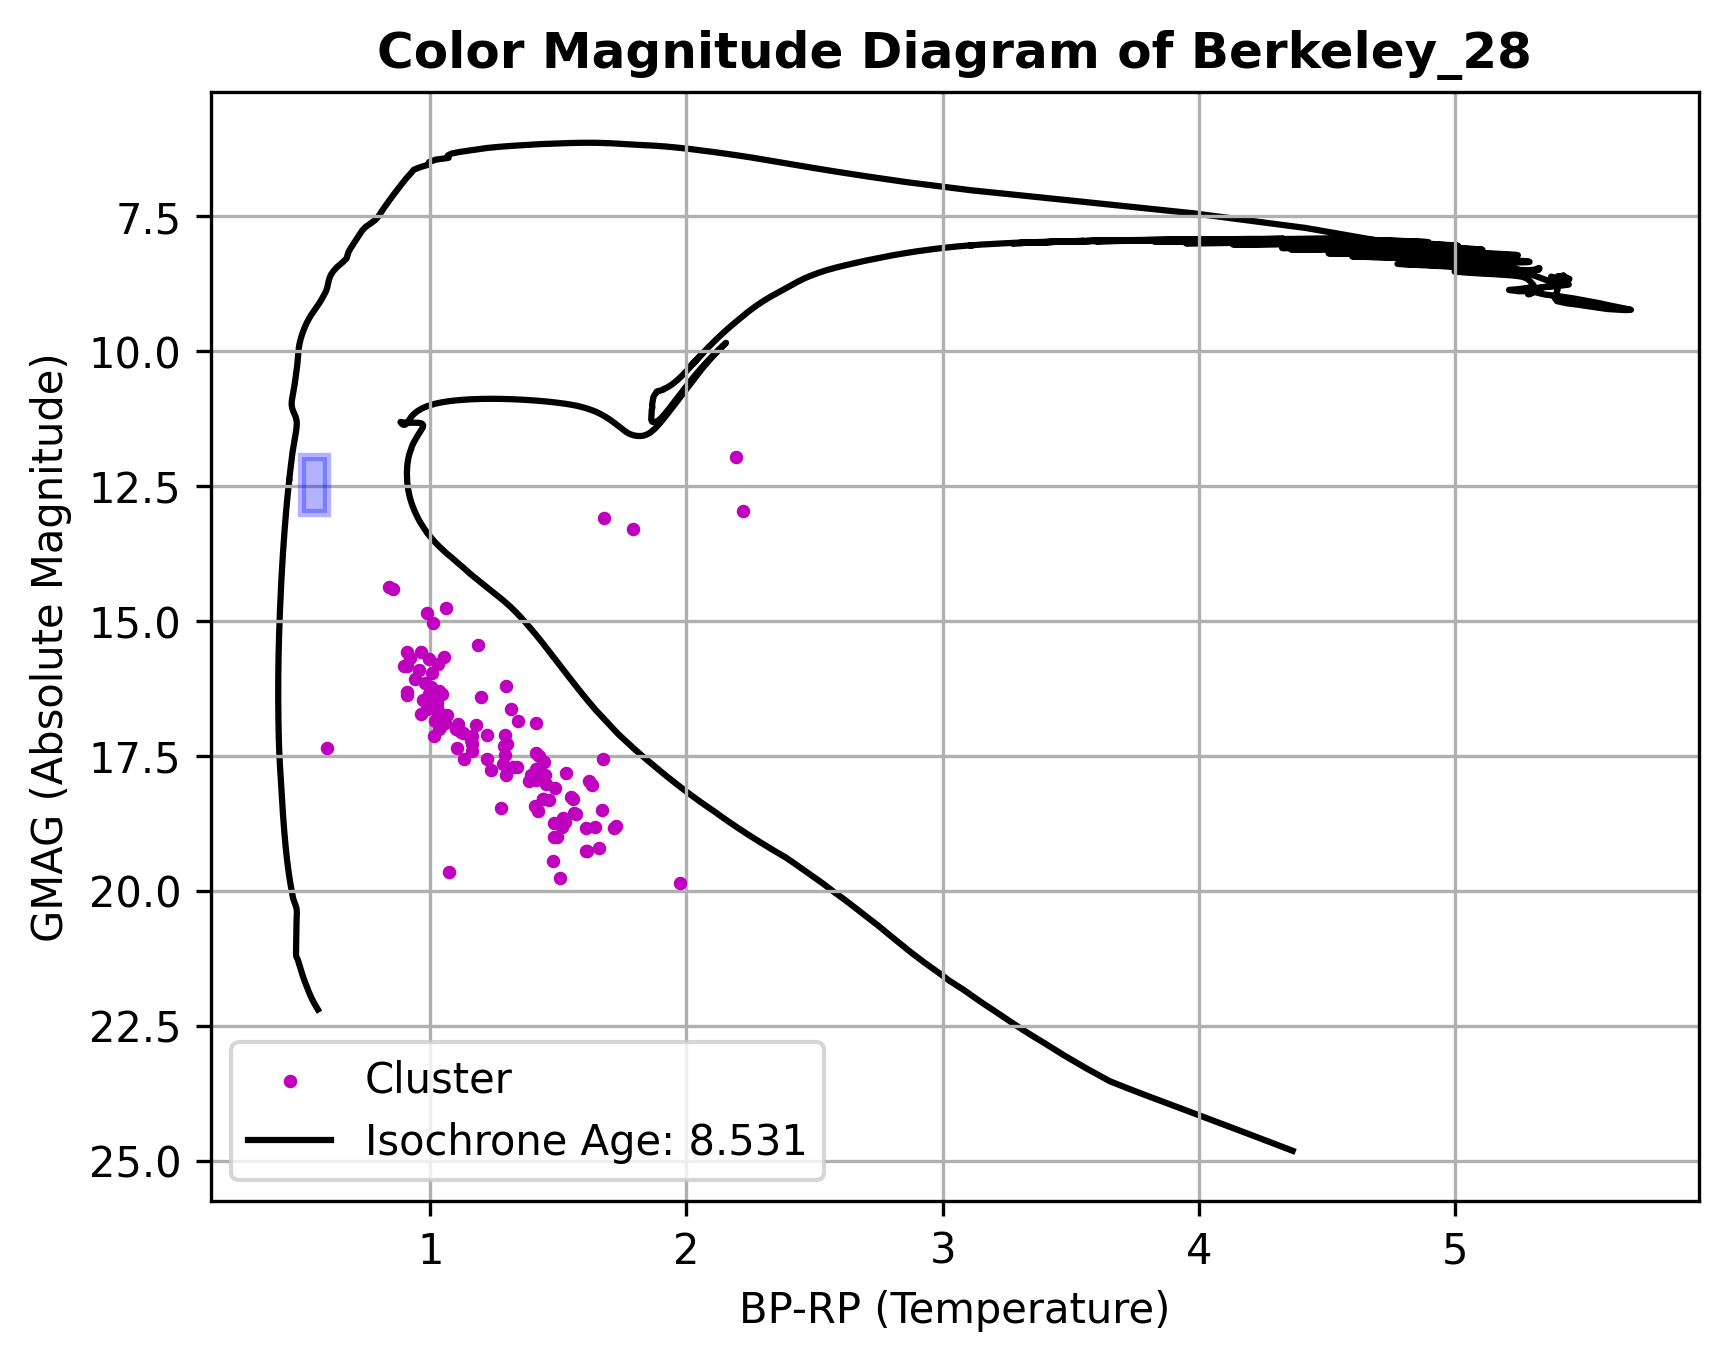 Color Magnitude Diagram of Berkeley_28
GMAG (Absolute Magnitude)
7.5
10.0
12.5
15.0
17.5
20.0
22.5
25.0
Cluster
Isochrone Age: 8.531
1 2 3 4 5
BP-RP (Temperature)